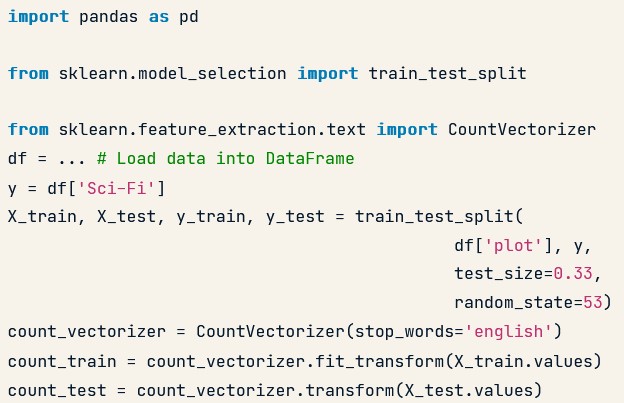 import pandas as pd
from sklearn.model_selection import train_test_split
from sklearn.feature_extraction.text import CountVectorizer
df = ... # Load data into DataFrame
y = df['Sci-Fi']
X_train, X_test, y_train, y_test = train_test_split(
df['plot'], y,
test_size=0.33,
random_state=53)
count_vectorizer = CountVectorizer(stop_words='english')
count_train = count_vectorizer.fit_transform(X_train.values)
count_test = count_vectorizer.transform(X_test.values)